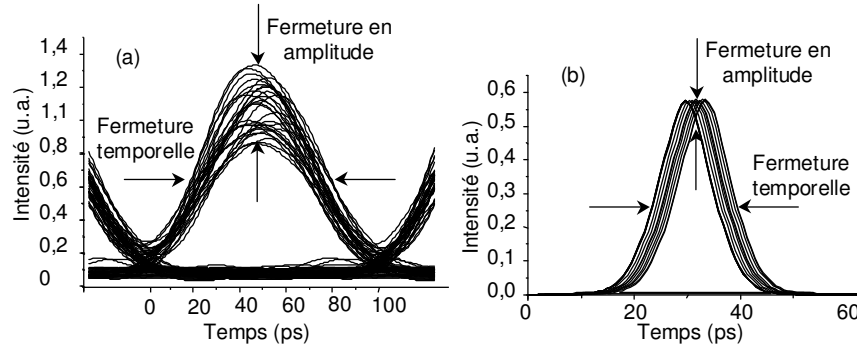 (a)
Fermeture en
amplitude
Fermeture
temporelle
Intensité (u.a.)
1,4
1,2
1,1
0,8
0,6
0,4
0,2
0
0
20
40
60
80
100
Temps (ps)
(b)
Fermeture en
amplitude
Fermeture
temporelle
Intensité (u.a.)
0,6
0,5
0,4
0,3
0,2
0,1
0,0
0
20
40
60
Temps (ps)